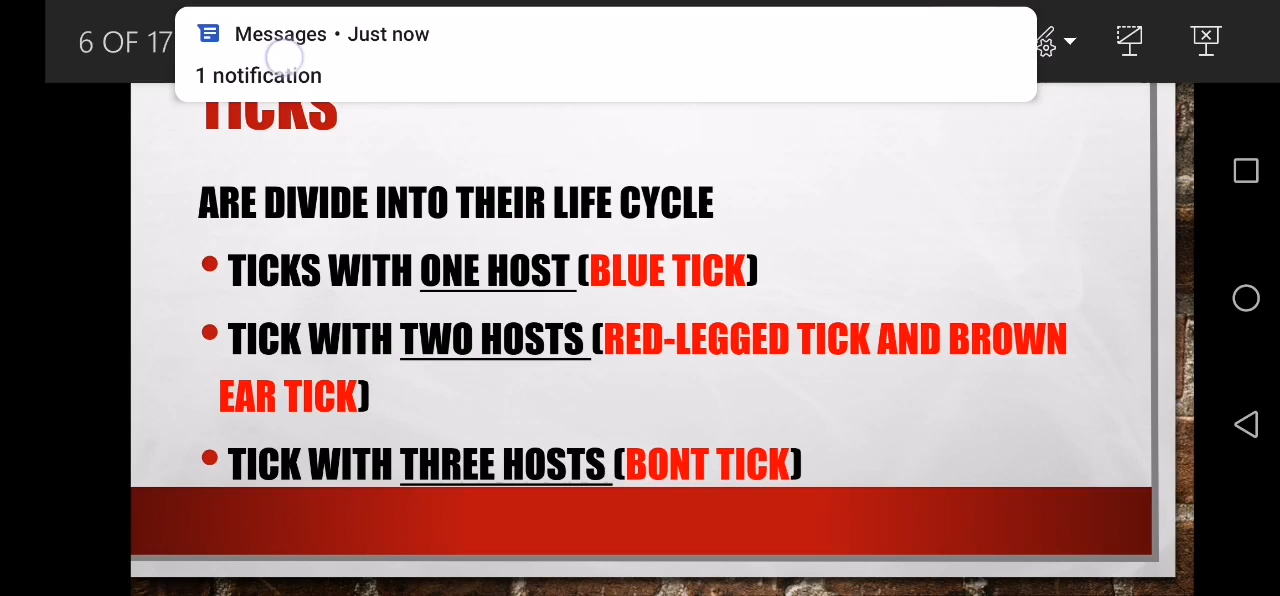 6 OF 17
Messages • Just now
1 notification
TICKS
ARE DIVIDE INTO THEIR LIFE CYCLE
• TICKS WITH ONE HOST (BLUE TICK)
• TICK WITH TWO HOSTS (RED-LEGGED TICK AND BROWN
EAR TICK)
• TICK WITH THREE HOSTS (BONT TICK)